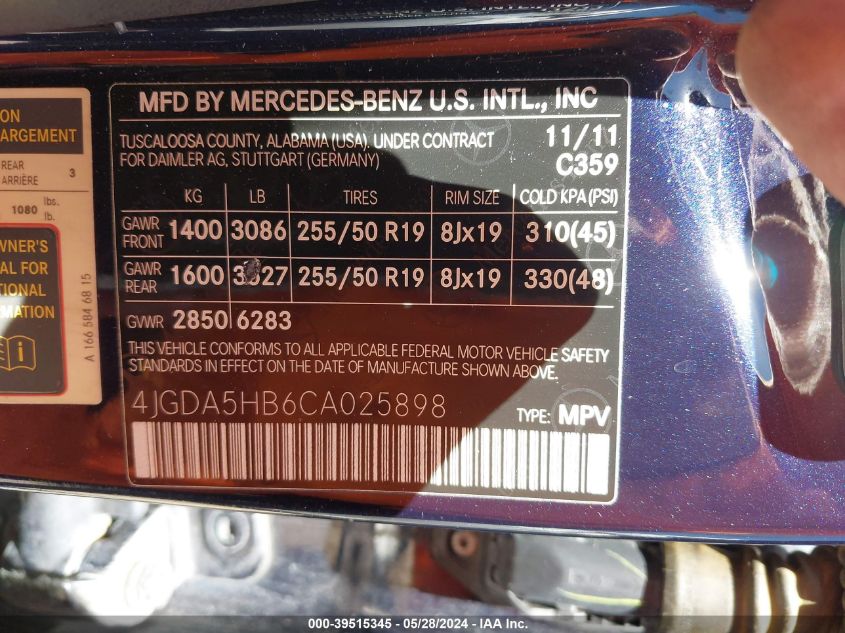 MFD BY MERCEDES-BENZ U.S. INTL., INC
TUSCALOOSA COUNTY, ALABAMA (USA), UNDER CONTRACT 11/11
FOR DAIMLER AG, STUTTGART (GERMANY) C359
KG LB TIRES RIM SIZE COLD KPA (PSI)
GAWR FRONT 1400 3086 255/50 R19 8Jx19 310(45)
GAWR REAR 1600 255/50 R19 8Jx19 330(48)
GVWR 2850 6283
THIS VEHICLE CONFORMS TO ALL APPLICABLE FEDERAL MOTOR VEHICLE SAFETY
STANDARDS IN EFFECT ON THE DATE OF MANUFACTURE SHOWN ABOVE.
4JGDA5HB6CA025898 TYPE: MPV
ON
ARGEMENT
REAR
ARRIÈRE 3
1080 lbs.
lb.
WNER'S
AL FOR
TIONAL
RMATION
A 166 584 68 15
000-39515345 - 05/28/2024 - IAA Inc.